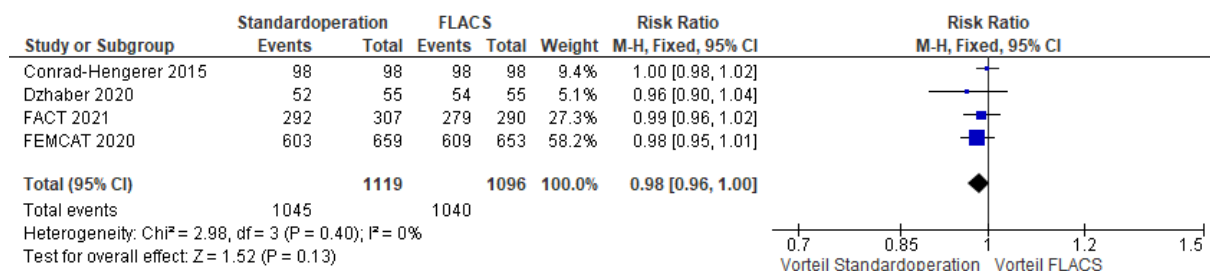 Standardoperation FLACS Risk Ratio Risk Ratio
Study or Subgroup Events Total Events Total Weight M-H, Fixed, 95% CI M-H, Fixed, 95% CI
Conrad-Hengerer 2015 98 98 98 98 9.4% 1.00 [0.98, 1.02]
Dzhaber 2020 52 55 54 55 5.1% 0.96 [0.90, 1.04]
FACT 2021 292 307 279 290 27.3% 0.99 [0.96, 1.02]
FEMCAT 2020 603 659 609 653 58.2% 0.98 [0.95, 1.01]
Total (95% CI) 1119 1096 100.0% 0.98 [0.96, 1.00]
Total events 1045 1040
Heterogeneity: Chi² = 2.98, df = 3 (P = 0.40); I² = 0%
Test for overall effect: Z = 1.52 (P = 0.13)
0.7 0.85 1 1.2 1.5
Vorteil Standardoperation Vorteil FLACS